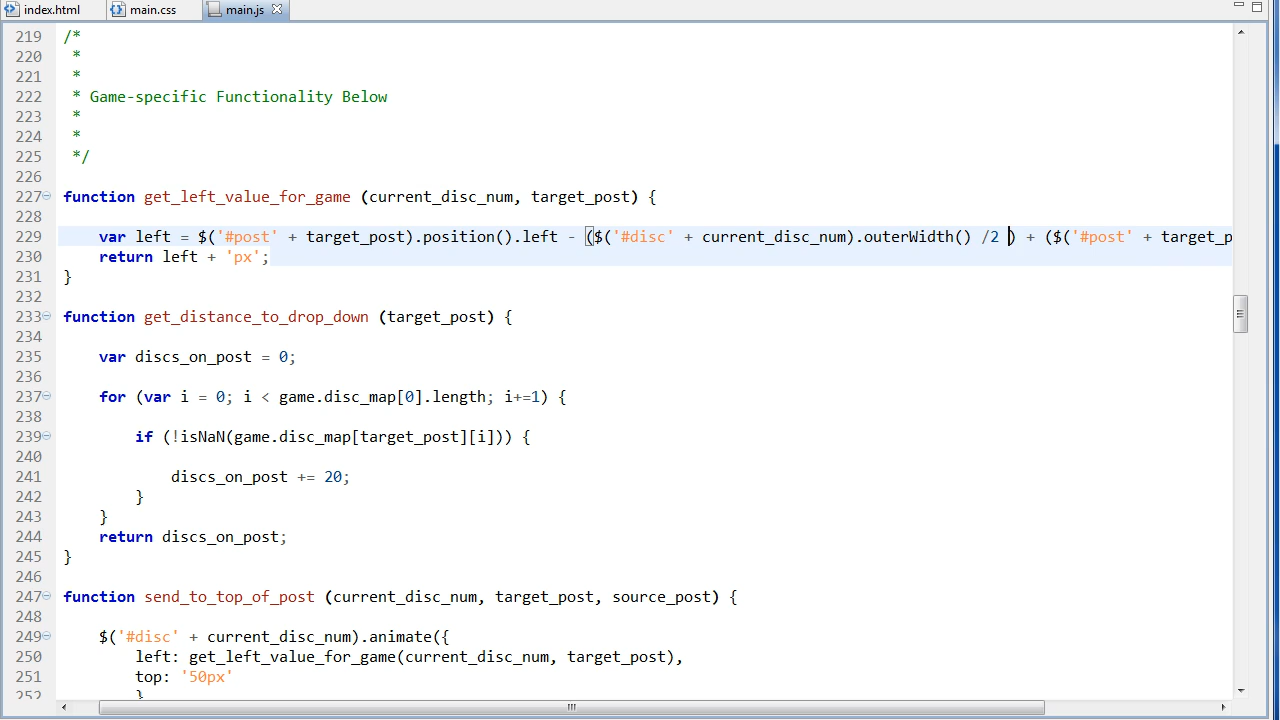 index.html main.css main.js
219 /*
220  *
221  *
222  * Game-specific Functionality Below
223  *
224  *
225  */
226
227 function get_left_value_for_game (current_disc_num, target_post) {
228
229     var left = $('#post' + target_post).position().left - ($('#disc' + current_disc_num).outerWidth() /2 ) + ($('#post' + target_p
230     return left + 'px';
231 }
232
233 function get_distance_to_drop_down (target_post) {
234
235     var discs_on_post = 0;
236
237     for (var i = 0; i < game.disc_map[0].length; i+=1) {
238
239         if (!isNaN(game.disc_map[target_post][i])) {
240
241             discs_on_post += 20;
242         }
243     }
244     return discs_on_post;
245 }
246
247 function send_to_top_of_post (current_disc_num, target_post, source_post) {
248
249     $('#disc' + current_disc_num).animate({
250         left: get_left_value_for_game(current_disc_num, target_post),
251         top: '50px'
252         }